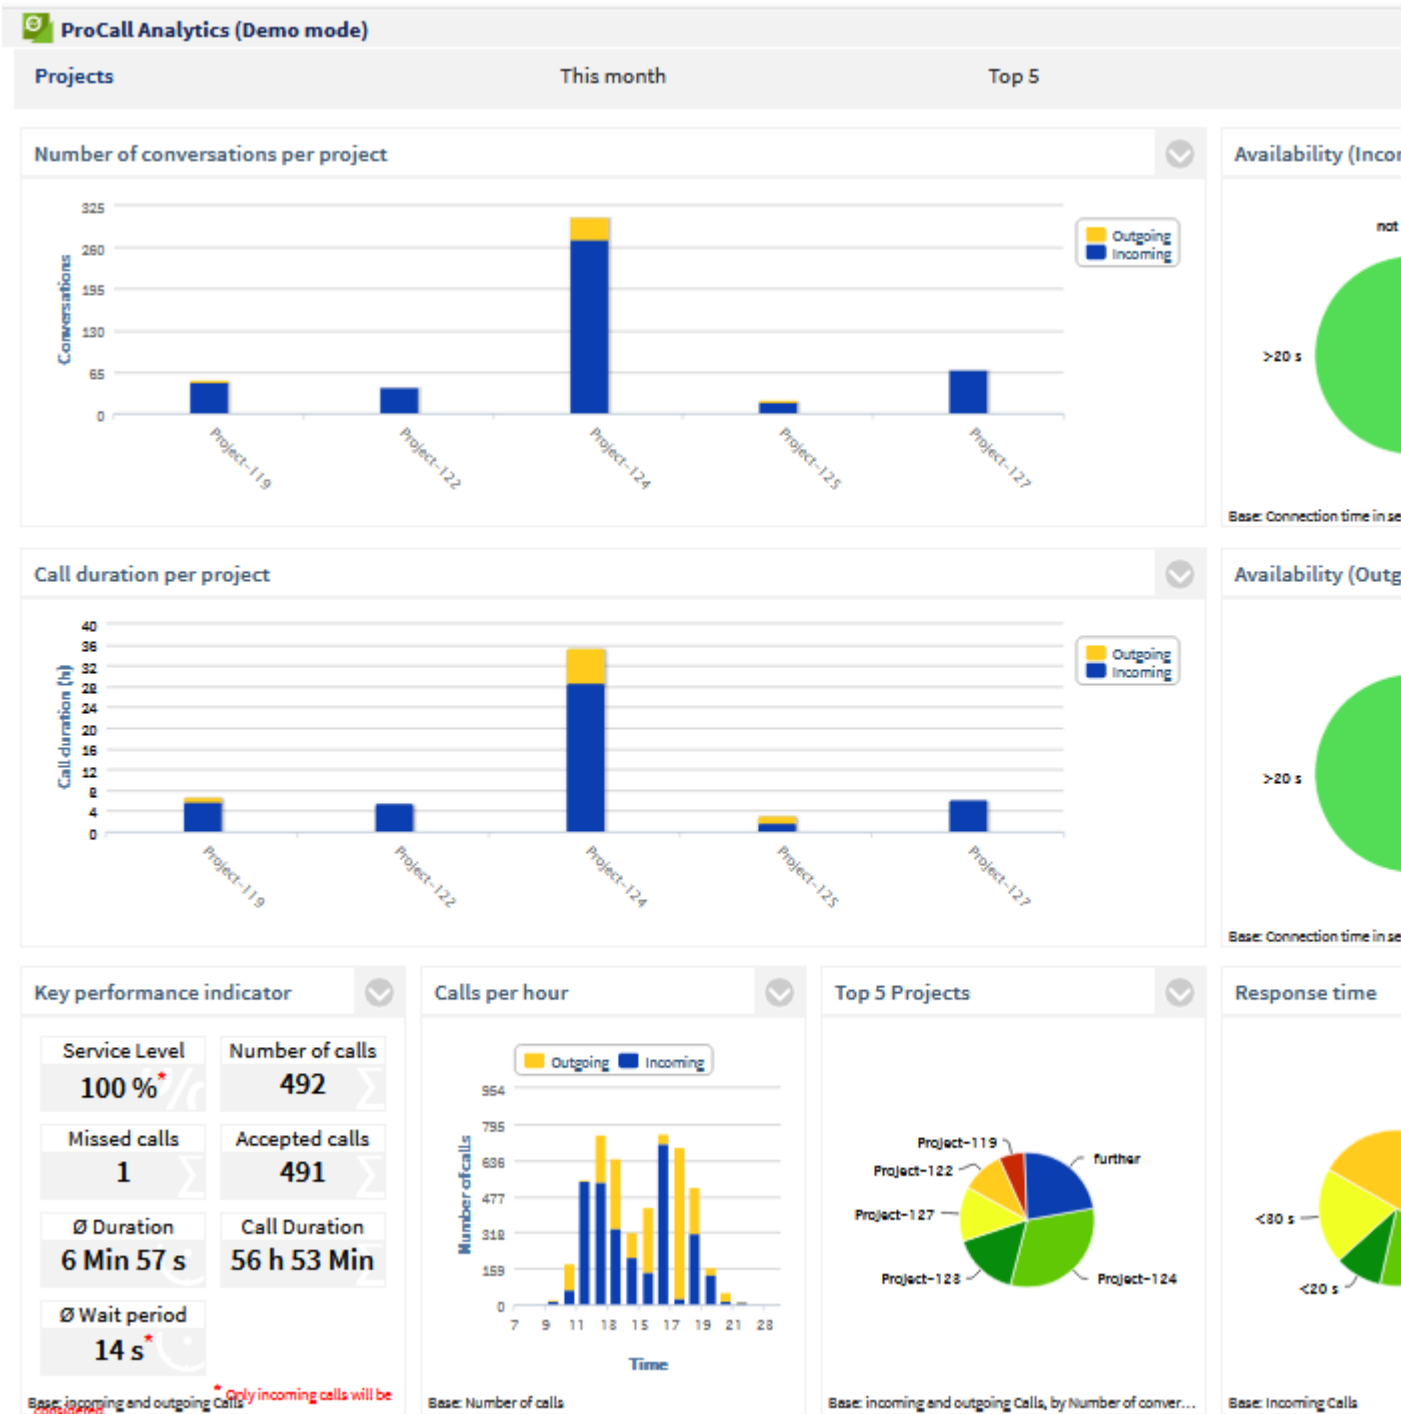 ProCall Analytics (Demo mode)
Projects
This month
Top 5
Number of conversations per project
325
260
195
130
65
0
Conversations
Outgoing
Incoming
Project-119
Project-122
Project-124
Project-125
Project-127
Availability (Incor
not
>20 s
Base: Connection time in se
Call duration per project
40
36
32
28
24
20
16
12
8
4
0
Call duration (h)
Outgoing
Incoming
Project-119
Project-122
Project-124
Project-125
Project-127
Availability (Outg
>20 s
Base: Connection time in se
Key performance indicator
Service Level
100 %*
Number of calls
492
Missed calls
1
Accepted calls
491
Ø Duration
6 Min 57 s
Call Duration
56 h 53 Min
Ø Wait period
14 s*
* Only incoming calls will be
considered.
Base: incoming and outgoing Calls
Calls per hour
Outgoing
Incoming
954
795
636
477
318
159
0
Number of calls
7 9 11 13 15 17 19 21 23
Time
Base: Number of calls
Top 5 Projects
Project-119
further
Project-122
Project-127
Project-123
Project-124
Base: incoming and outgoing Calls, by Number of conver...
Response time
<30 s
<20 s
Base: Incoming Calls